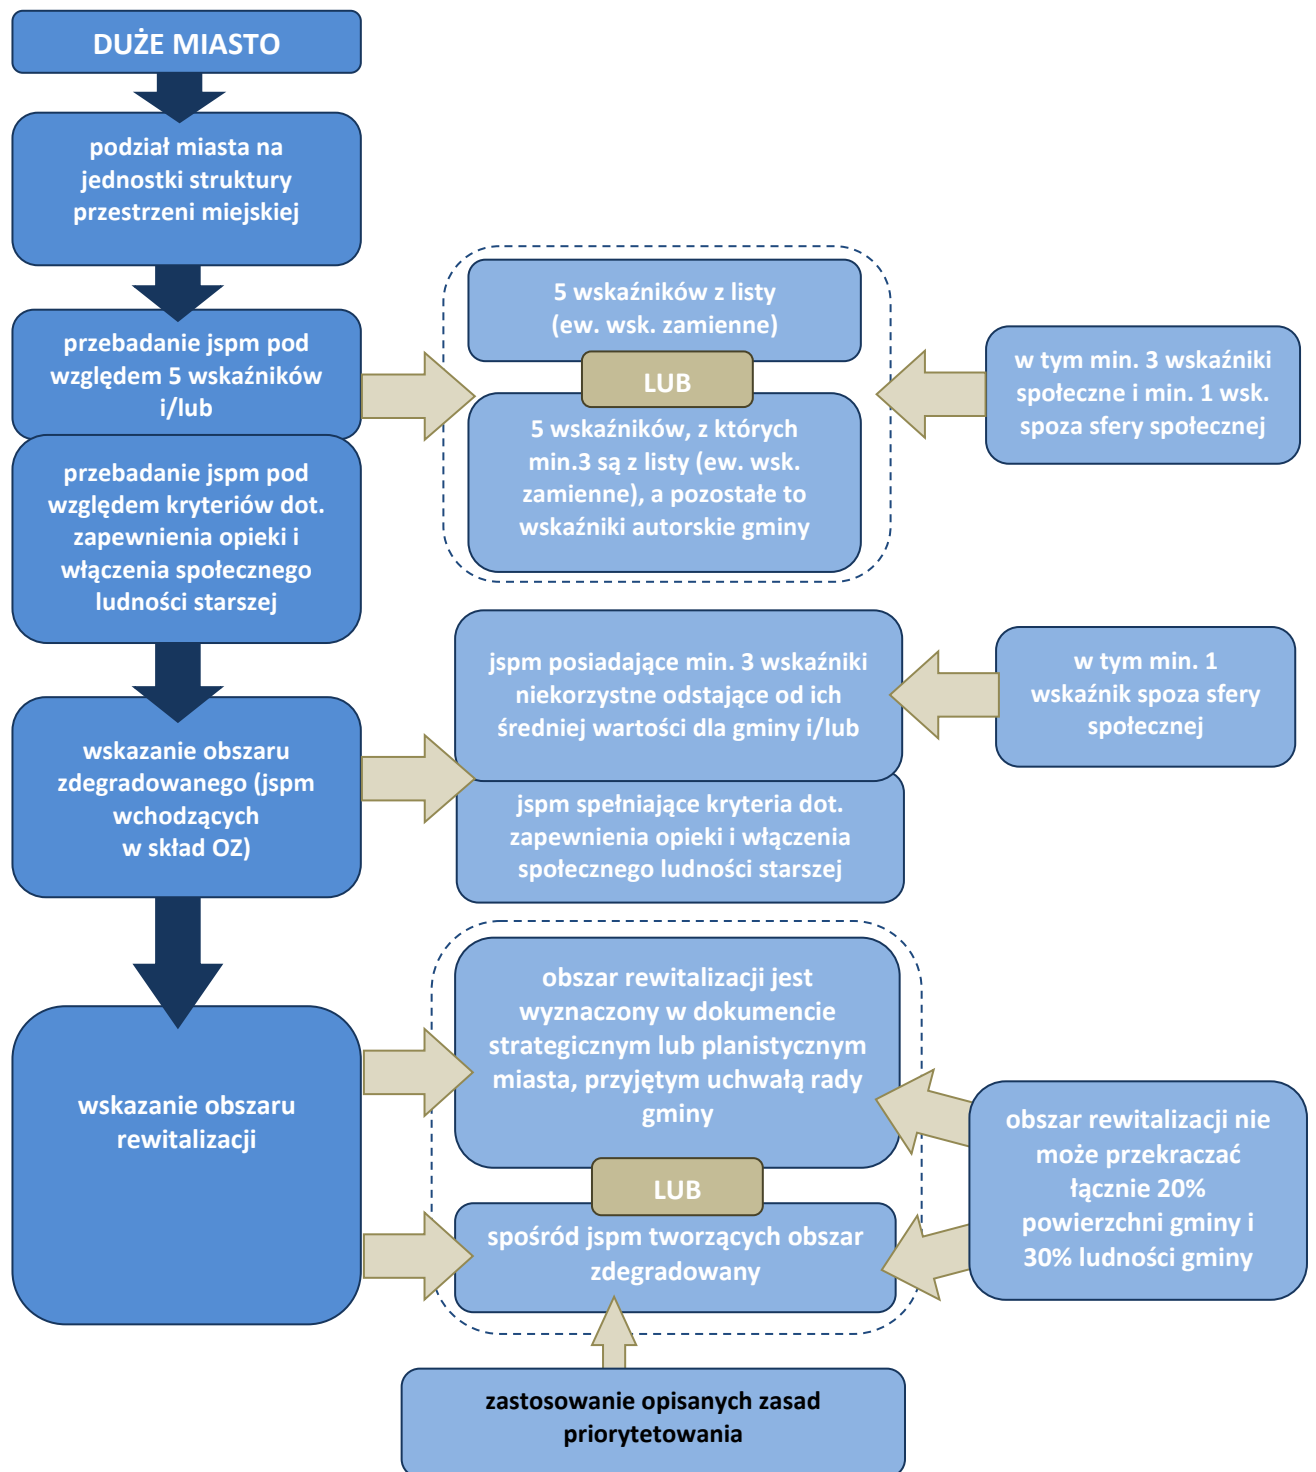 DUŻE MIASTO
podział miasta na
jednostki struktury
przestrzeni miejskiej
przebadanie jspm pod
względem 5 wskaźników
i/lub
przebadanie jspm pod
względem kryteriów dot.
zapewnienia opieki i
włączenia społecznego
ludności starszej
5 wskaźników z listy
(ew. wsk. zamienne)
LUB
5 wskaźników, z których
min.3 są z listy (ew. wsk.
zamienne), a pozostałe to
wskaźniki autorskie gminy
w tym min. 3 wskaźniki
społeczne i min. 1 wsk.
spoza sfery społecznej
wskazanie obszaru
zdegradowanego (jspm
wchodzących
w skład OZ)
jspm posiadające min. 3 wskaźniki
niekorzystne odstające od ich
średniej wartości dla gminy i/lub
jspm spełniające kryteria dot.
zapewnienia opieki i włączenia
społecznego ludności starszej
w tym min. 1
wskaźnik spoza sfery
społecznej
wskazanie obszaru
rewitalizacji
obszar rewitalizacji jest
wyznaczony w dokumencie
strategicznym lub planistycznym
miasta, przyjętym uchwałą rady
gminy
LUB
spośród jspm tworzących obszar
zdegradowany
obszar rewitalizacji nie
może przekraczać
łącznie 20%
powierzchni gminy i
30% ludności gminy
zastosowanie opisanych zasad
priorytetowania